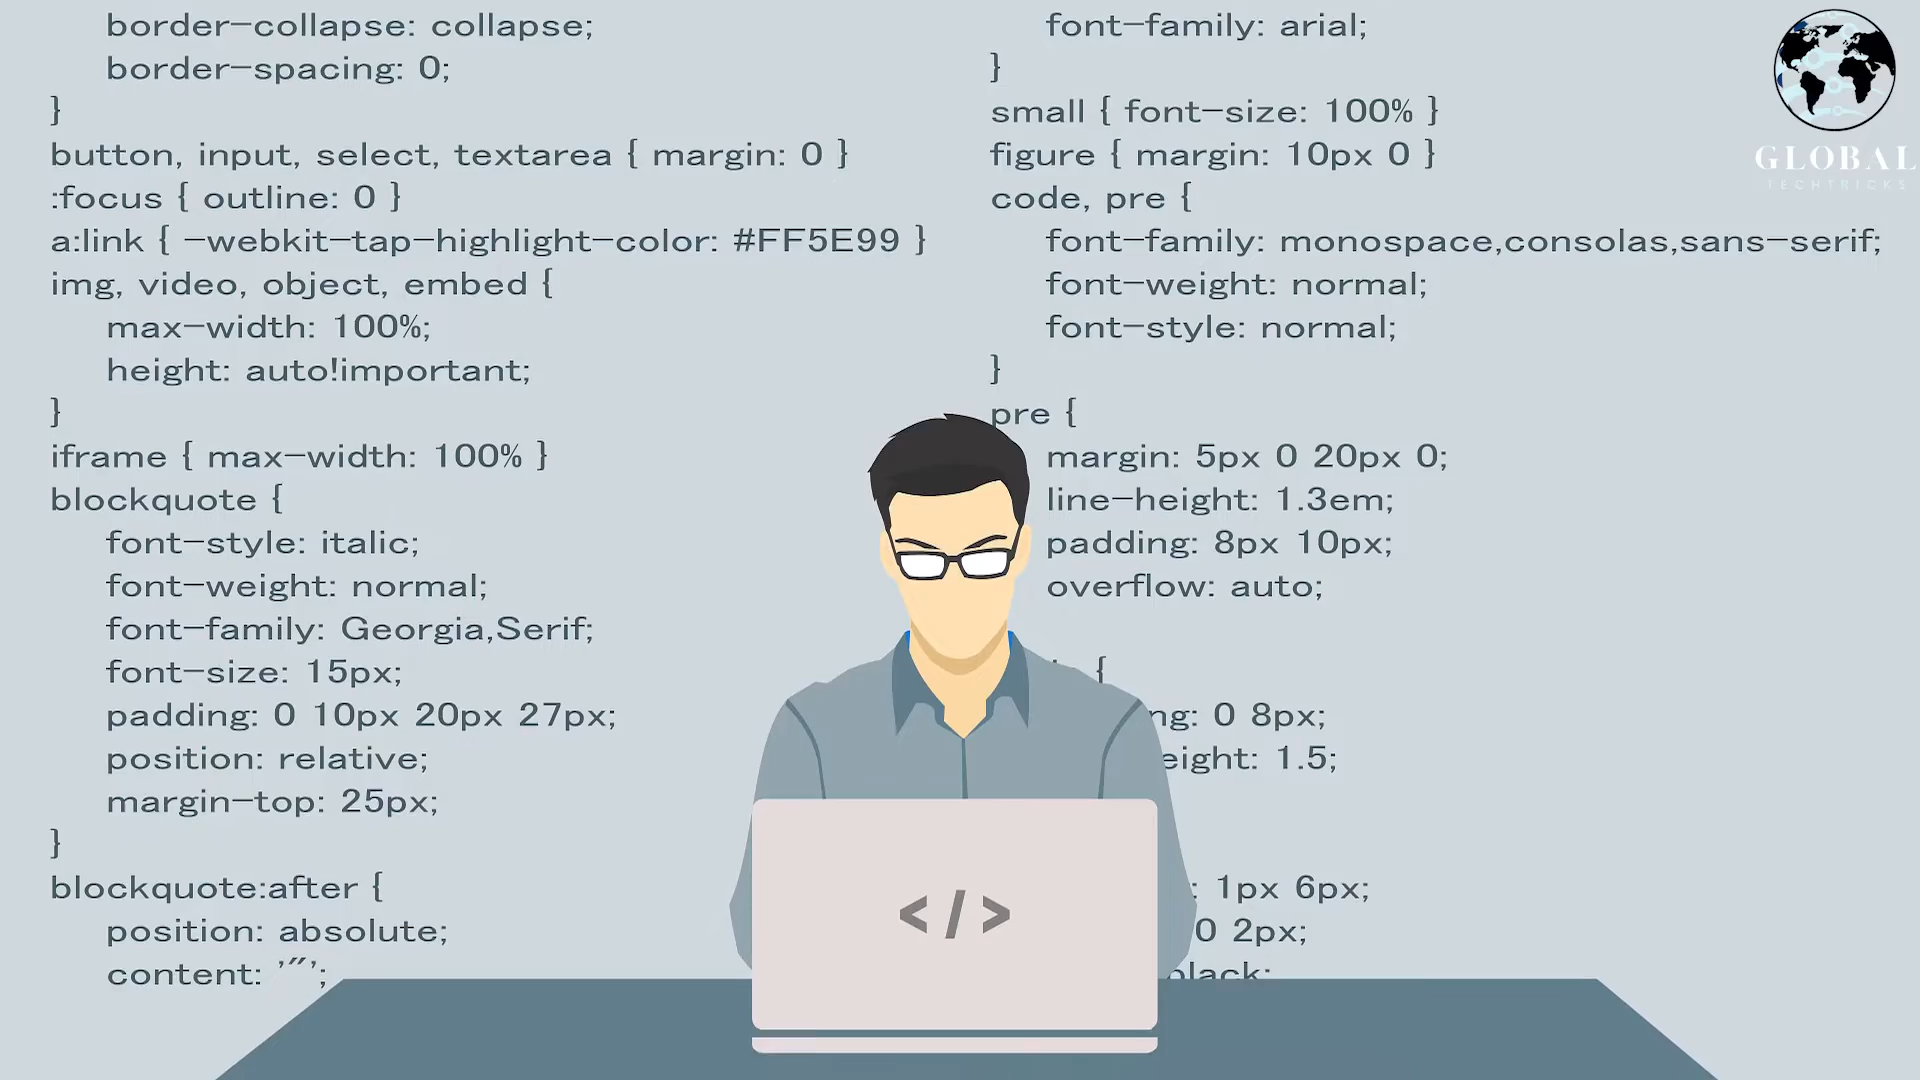 border-collapse: collapse;
border-spacing: 0;
}
button, input, select, textarea { margin: 0 }
:focus { outline: 0 }
a:link { -webkit-tap-highlight-color: #FF5E99 }
img, video, object, embed {
max-width: 100%;
height: auto!important;
}
iframe { max-width: 100% }
blockquote {
font-style: italic;
font-weight: normal;
font-family: Georgia,Serif;
font-size: 15px;
padding: 0 10px 20px 27px;
position: relative;
margin-top: 25px;
}
blockquote:after {
position: absolute;
content: '"';
font-family: arial;
}
small { font-size: 100% }
figure { margin: 10px 0 }
code, pre {
font-family: monospace,consolas,sans-serif;
font-weight: normal;
font-style: normal;
}
pre {
margin: 5px 0 20px 0;
line-height: 1.3em;
padding: 8px 10px;
overflow: auto;
{
ng: 0 8px;
eight: 1.5;
: 1px 6px;
0 2px;
black;
</>
GLOBAL
TECHTRICKS